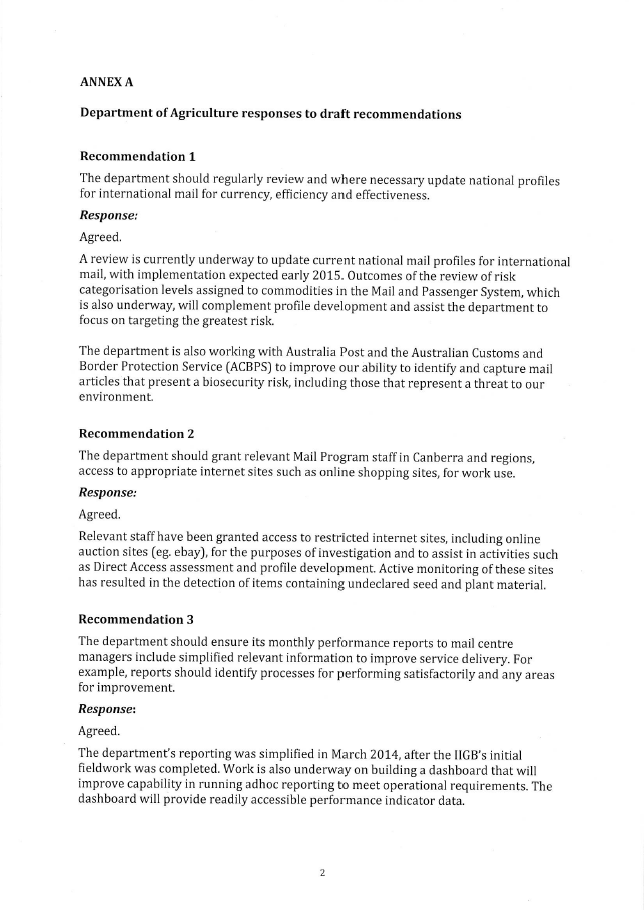 ANNEX A
Department of Agriculture responses to draft recommendations
Recommendation 1
The department should regularly review and where necessary update national profiles
for international mail for currency, efficiency and effectiveness.
Response:
Agreed.
A review is currently underway to update current national mail profiles for international
mail, with implementation expected early 2015. Outcomes of the review of risk
categorisation levels assigned to commodities in the Mail and Passenger System, which
is also underway, will complement profile development and assist the department to
focus on targeting the greatest risk.
The department is also working with Australia Post and the Australian Customs and
Border Protection Service (ACBPS) to improve our ability to identify and capture mail
articles that present a biosecurity risk, including those that represent a threat to our
environment.
Recommendation 2
The department should grant relevant Mail Program staff in Canberra and regions,
access to appropriate internet sites such as online shopping sites, for work use.
Response:
Agreed.
Relevant staff have been granted access to restricted internet sites, including online
auction sites (eg. ebay), for the purposes of investigation and to assist in activities such
as Direct Access assessment and profile development. Active monitoring of these sites
has resulted in the detection of items containing undeclared seed and plant material.
Recommendation 3
The department should ensure its monthly performance reports to mail centre
managers include simplified relevant information to improve service delivery. For
example, reports should identify processes for performing satisfactorily and any areas
for improvement.
Response:
Agreed.
The department's reporting was simplified in March 2014, after the IIGB's initial
fieldwork was completed. Work is also underway on building a dashboard that will
improve capability in running adhoc reporting to meet operational requirements. The
dashboard will provide readily accessible performance indicator data.
2